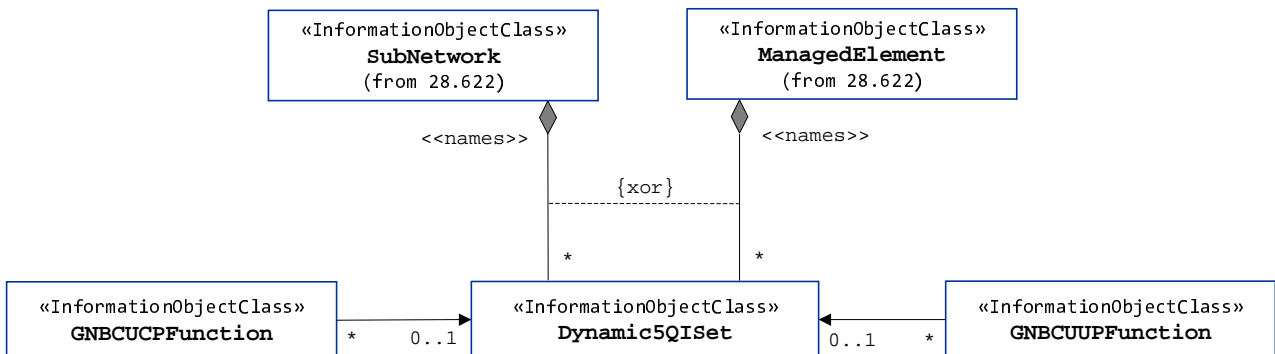 «InformationObjectClass»
SubNetwork
(from 28.622)
«InformationObjectClass»
ManagedElement
(from 28.622)
<<names>>
<<names>>
{xor}
*
*
«InformationObjectClass»
GNBCUCPFunction
*
0..1
«InformationObjectClass»
Dynamic5QISet
0..1
*
«InformationObjectClass»
GNBCUUPFunction